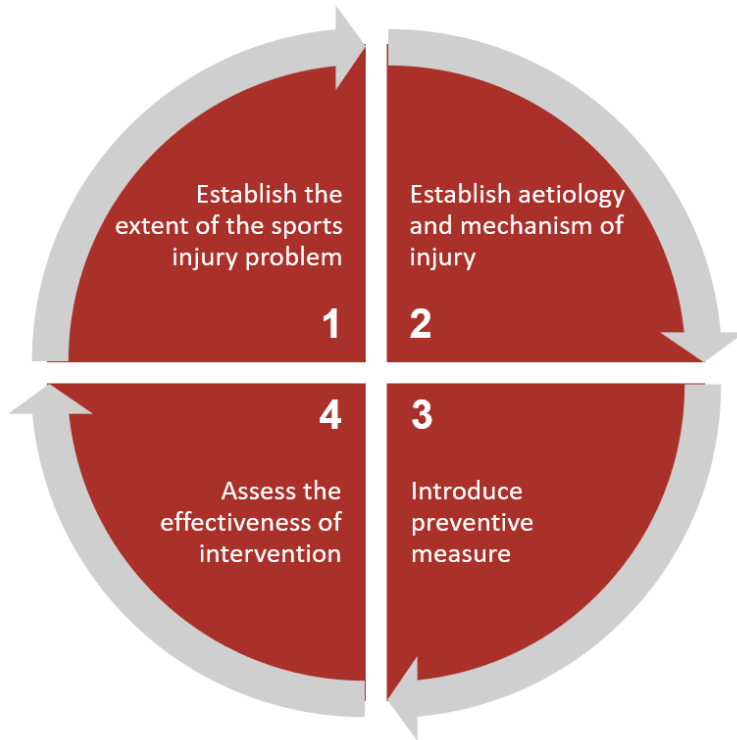 Establish the
extent of the sports
injury problem
1
Establish aetiology
and mechanism of
injury
2
3
Introduce
preventive
measure
4
Assess the
effectiveness of
intervention